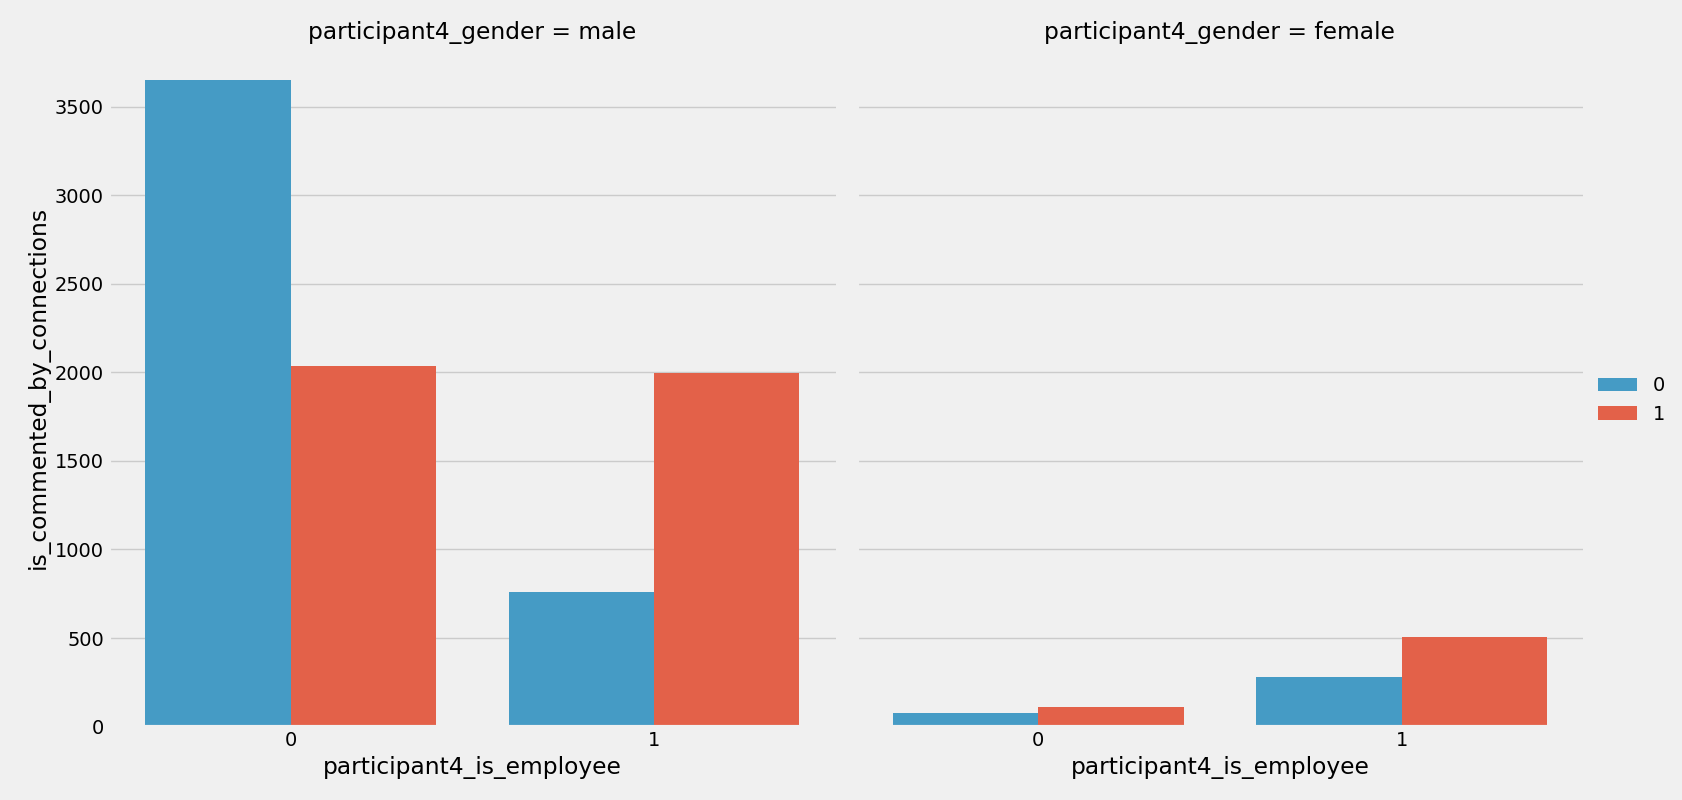 participant4_gender = male
participant4_gender = female
is_commented_by_connections
3500
3000
2500
2000
1500
1000
500
0
0
1
0
1
participant4_is_employee
participant4_is_employee
0
1